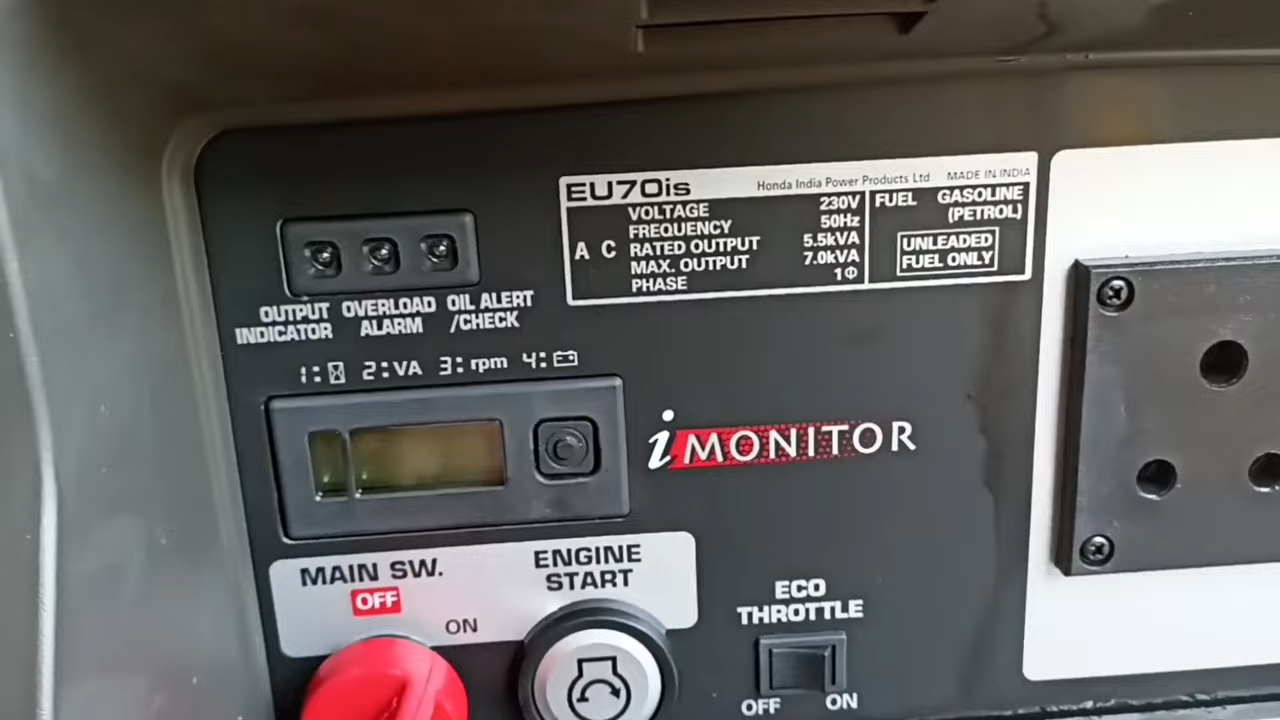 EU70is Honda India Power Products Ltd. MADE IN INDIA
AC
VOLTAGE 230V
FREQUENCY 50Hz
RATED OUTPUT 5.5kVA
MAX. OUTPUT 7.0kVA
PHASE 1Φ
FUEL GASOLINE
(PETROL)
UNLEADED
FUEL ONLY
OUTPUT
INDICATOR
OVERLOAD
ALARM
OIL ALERT
/CHECK
1: 2:VA 3:rpm 4:
i MONITOR
MAIN SW.
OFF
ON
ENGINE
START
ECO
THROTTLE
OFF ON